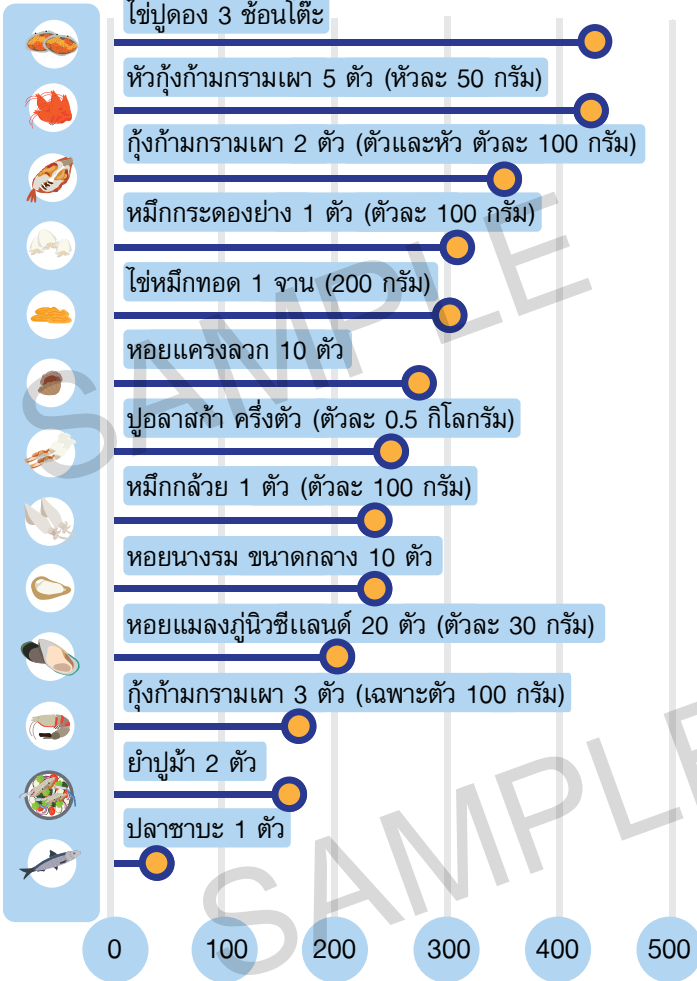 ไข่ปูดอง 3 ช้อนโต๊ะ
หัวกุ้งก้ามกรามเผา 5 ตัว (หัวละ 50 กรัม)
กุ้งก้ามกรามเผา 2 ตัว (ตัวและหัว ตัวละ 100 กรัม)
หมึกกระดองย่าง 1 ตัว (ตัวละ 100 กรัม)
ไข่หมึกทอด 1 จาน (200 กรัม)
หอยแครงลวก 10 ตัว
ปูอลาสก้า ครึ่งตัว (ตัวละ 0.5 กิโลกรัม)
หมึกกล้วย 1 ตัว (ตัวละ 100 กรัม)
หอยนางรม ขนาดกลาง 10 ตัว
หอยแมลงภู่นิวซีแลนด์ 20 ตัว (ตัวละ 30 กรัม)
กุ้งก้ามกรามเผา 3 ตัว (เฉพาะตัว 100 กรัม)
ยำปูม้า 2 ตัว
ปลาซาบะ 1 ตัว
0 100 200 300 400 500
SAMPLE
SAMPLE